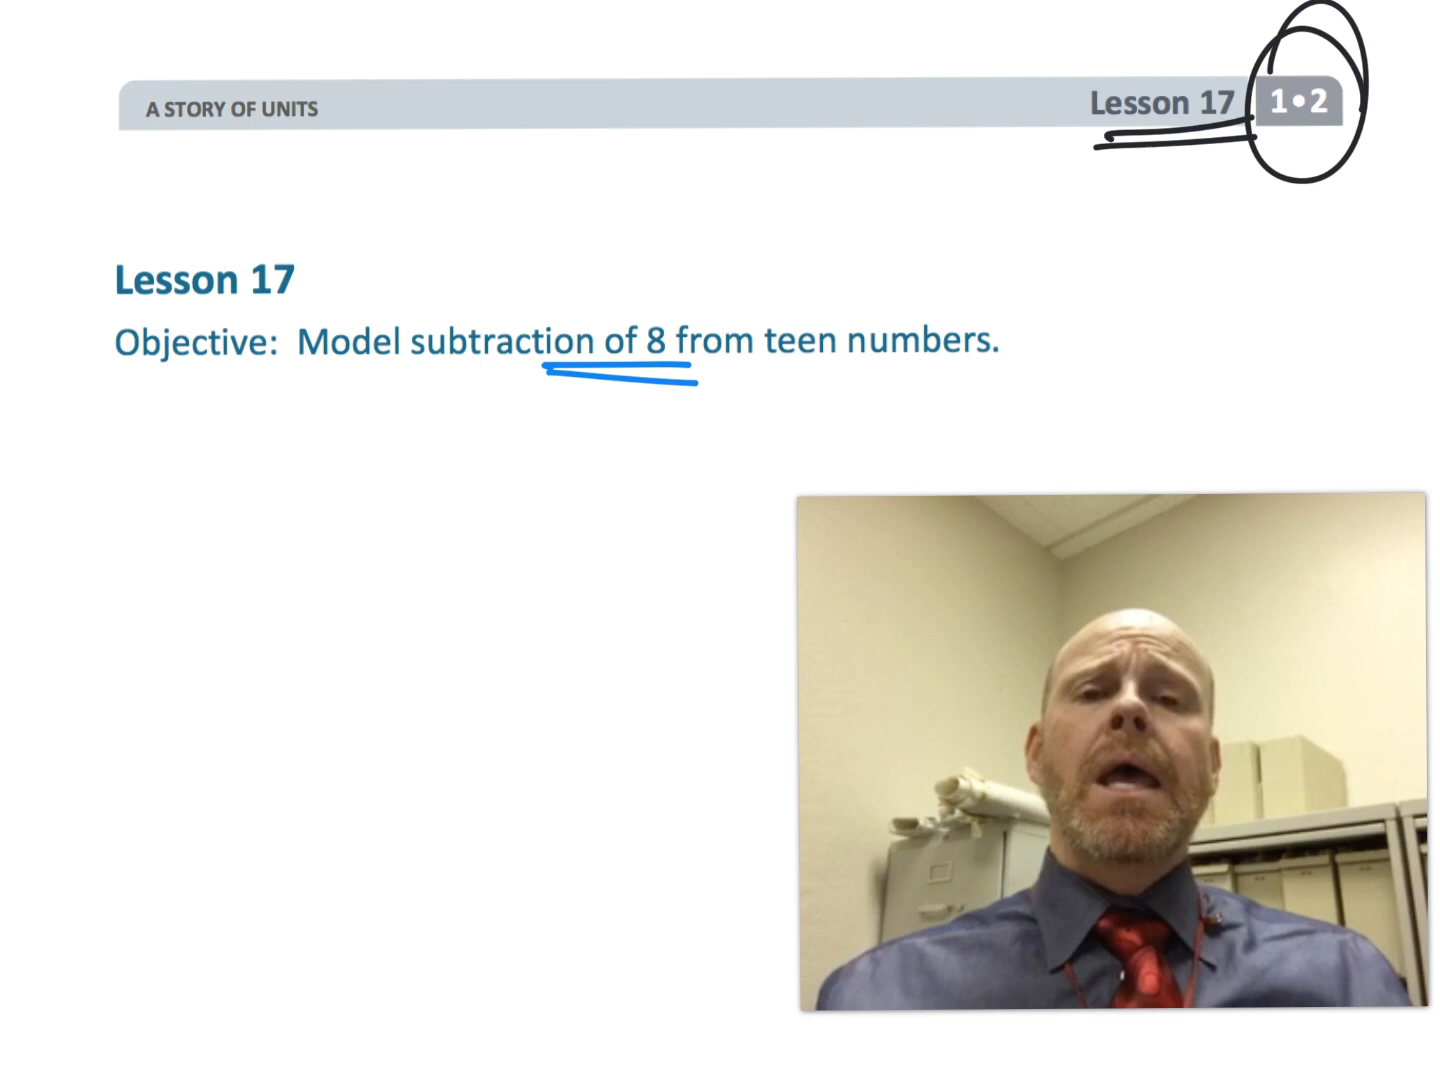 A STORY OF UNITS
Lesson 17
1•2
Lesson 17
Objective: Model subtraction of 8 from teen numbers.